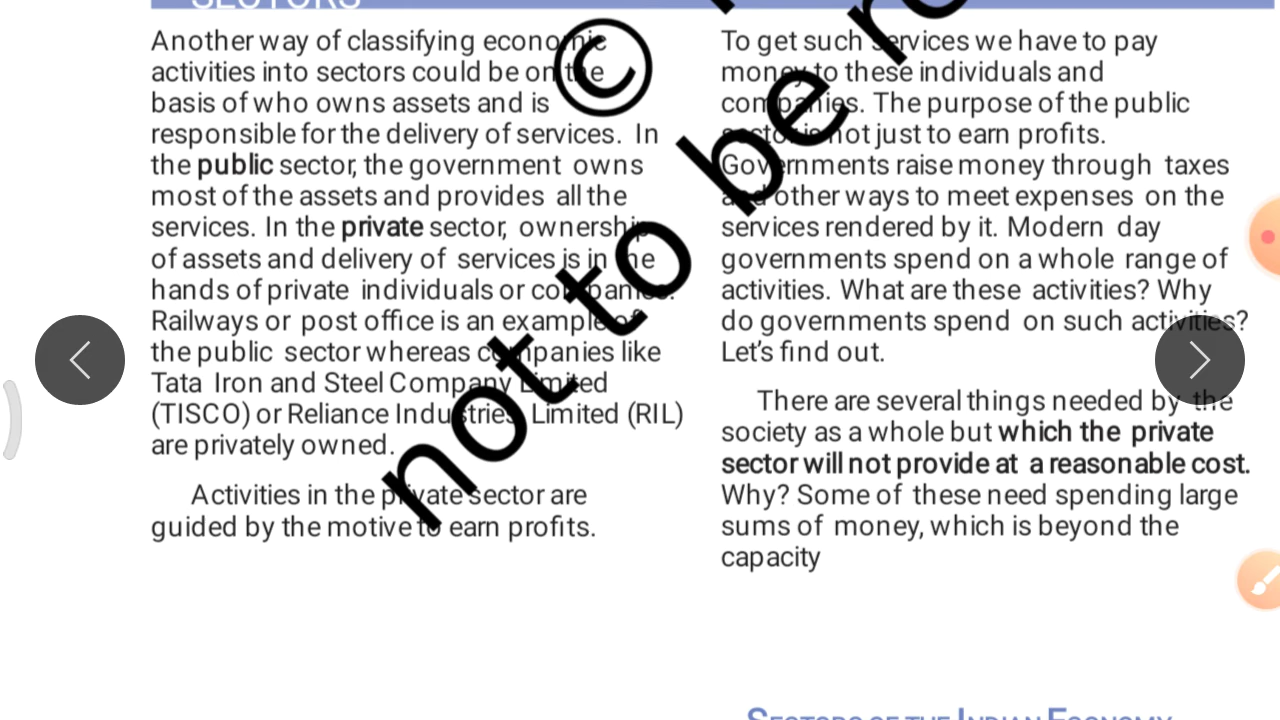 SECTORS
Another way of classifying economic
activities into sectors could be on the
basis of who owns assets and is
responsible for the delivery of services. In
the public sector, the government owns
most of the assets and provides all the
services. In the private sector, ownership
of assets and delivery of services is in the
hands of private individuals or companies.
Railways or post office is an example of
the public sector whereas companies like
Tata Iron and Steel Company Limited
(TISCO) or Reliance Industries Limited (RIL)
are privately owned.
Activities in the private sector are
guided by the motive to earn profits.
To get such services we have to pay
money to these individuals and
companies. The purpose of the public
sector is not just to earn profits.
Governments raise money through taxes
and other ways to meet expenses on the
services rendered by it. Modern day
governments spend on a whole range of
activities. What are these activities? Why
do governments spend on such activities?
Let's find out.
There are several things needed by the
society as a whole but which the private
sector will not provide at a reasonable cost.
Why? Some of these need spending large
sums of money, which is beyond the
capacity
SECTORS OF THE INDIAN ECONOMY
©
not to be r